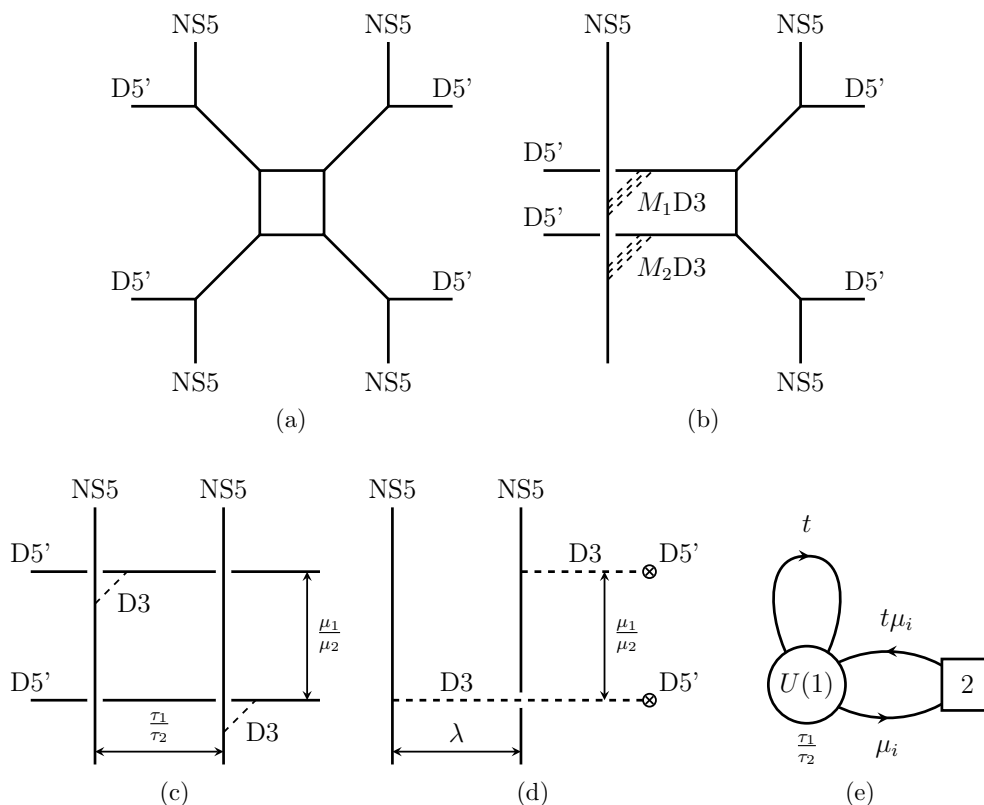 NS5 NS5 NS5 NS5
D5' D5' D5'
D5' M₁D3
D5' M₂D3
D5' D5' D5'
NS5 NS5 NS5
(a) (b)
NS5 NS5 NS5 NS5
t
D5' D3 D5'
D3 μ₁/μ₂ μ₁/μ₂ tμᵢ
D5' D3 D5' U(1) 2
τ₁/τ₂ D3 λ τ₁/τ₂ μᵢ
(c) (d) (e)